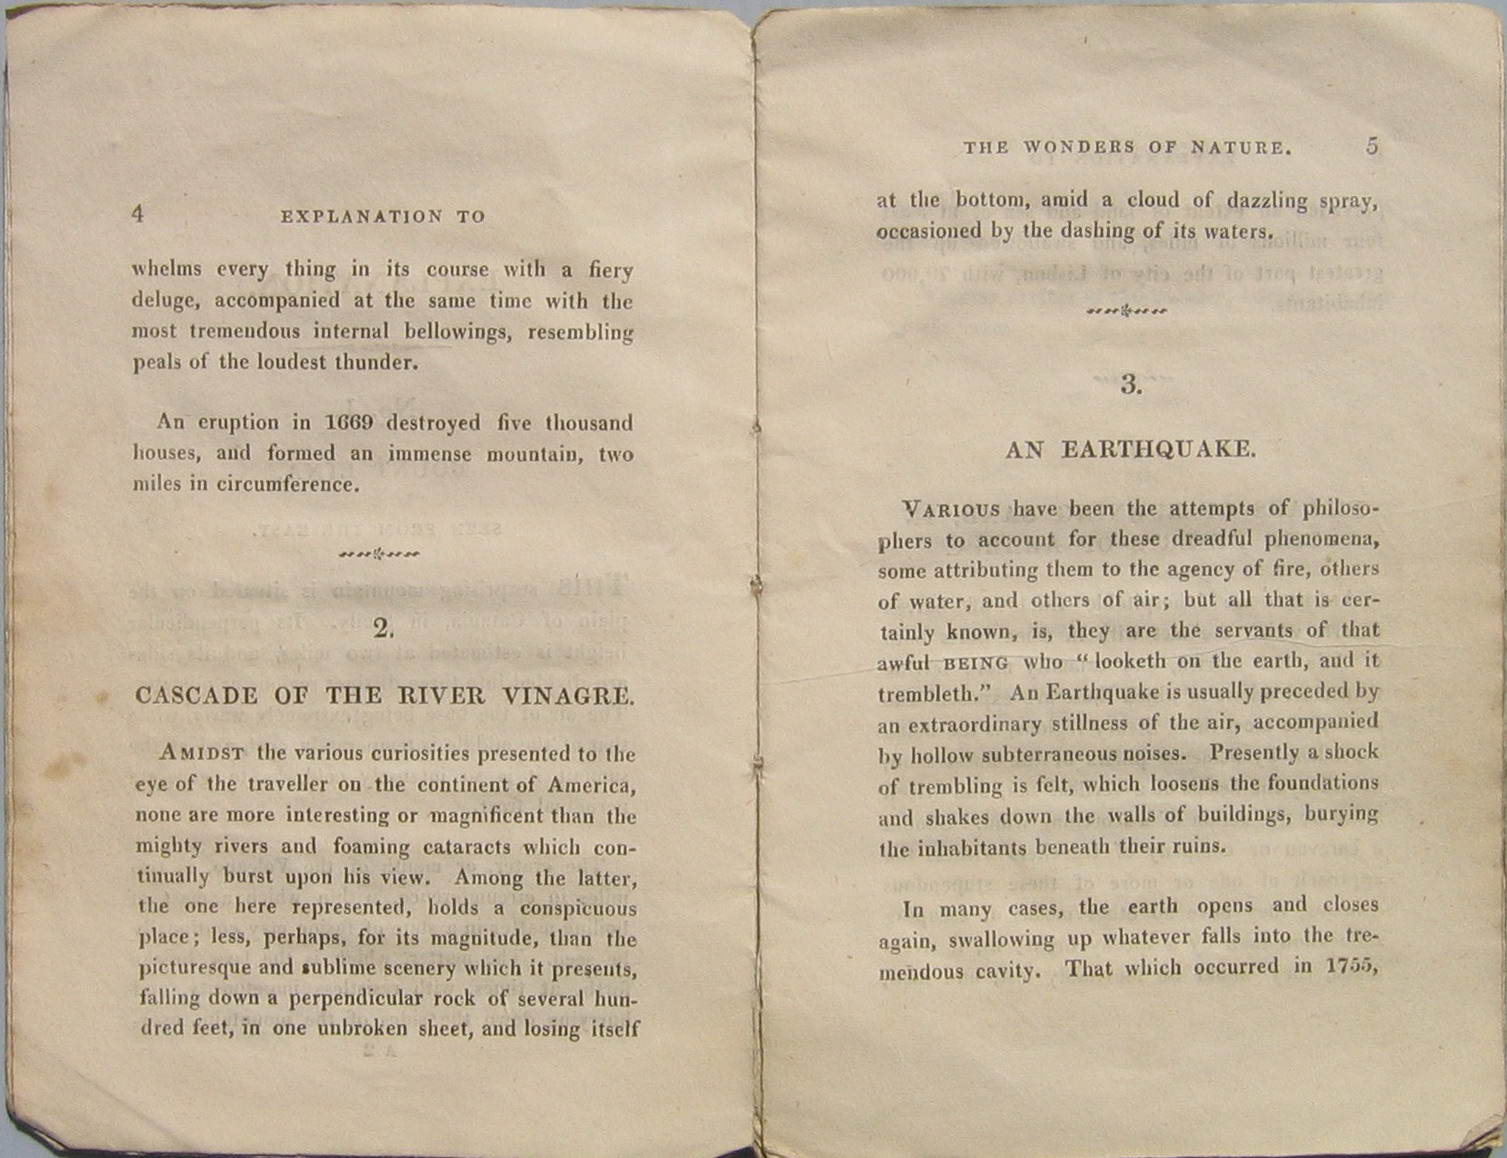 4 EXPLANATION TO
whelms every thing in its course with a fiery
deluge, accompanied at the same time with the
most tremendous internal bellowings, resembling
peals of the loudest thunder.
An eruption in 1669 destroyed five thousand
houses, and formed an immense mountain, two
miles in circumference.
2.
CASCADE OF THE RIVER VINAGRE.
AMIDST the various curiosities presented to the
eye of the traveller on the continent of America,
none are more interesting or magnificent than the
mighty rivers and foaming cataracts which con-
tinually burst upon his view. Among the latter,
the one here represented, holds a conspicuous
place; less, perhaps, for its magnitude, than the
picturesque and sublime scenery which it presents,
falling down a perpendicular rock of several hun-
dred feet, in one unbroken sheet, and losing itself
THE WONDERS OF NATURE. 5
at the bottom, amid a cloud of dazzling spray,
occasioned by the dashing of its waters.
3.
AN EARTHQUAKE.
VARIOUS have been the attempts of philoso-
phers to account for these dreadful phenomena,
some attributing them to the agency of fire, others
of water, and others of air; but all that is cer-
tainly known, is, they are the servants of that
awful BEING who "looketh on the earth, and it
trembleth." An Earthquake is usually preceded by
an extraordinary stillness of the air, accompanied
by hollow subterraneous noises. Presently a shock
of trembling is felt, which loosens the foundations
and shakes down the walls of buildings, burying
the inhabitants beneath their ruins.
In many cases, the earth opens and closes
again, swallowing up whatever falls into the tre-
mendous cavity. That which occurred in 1755,